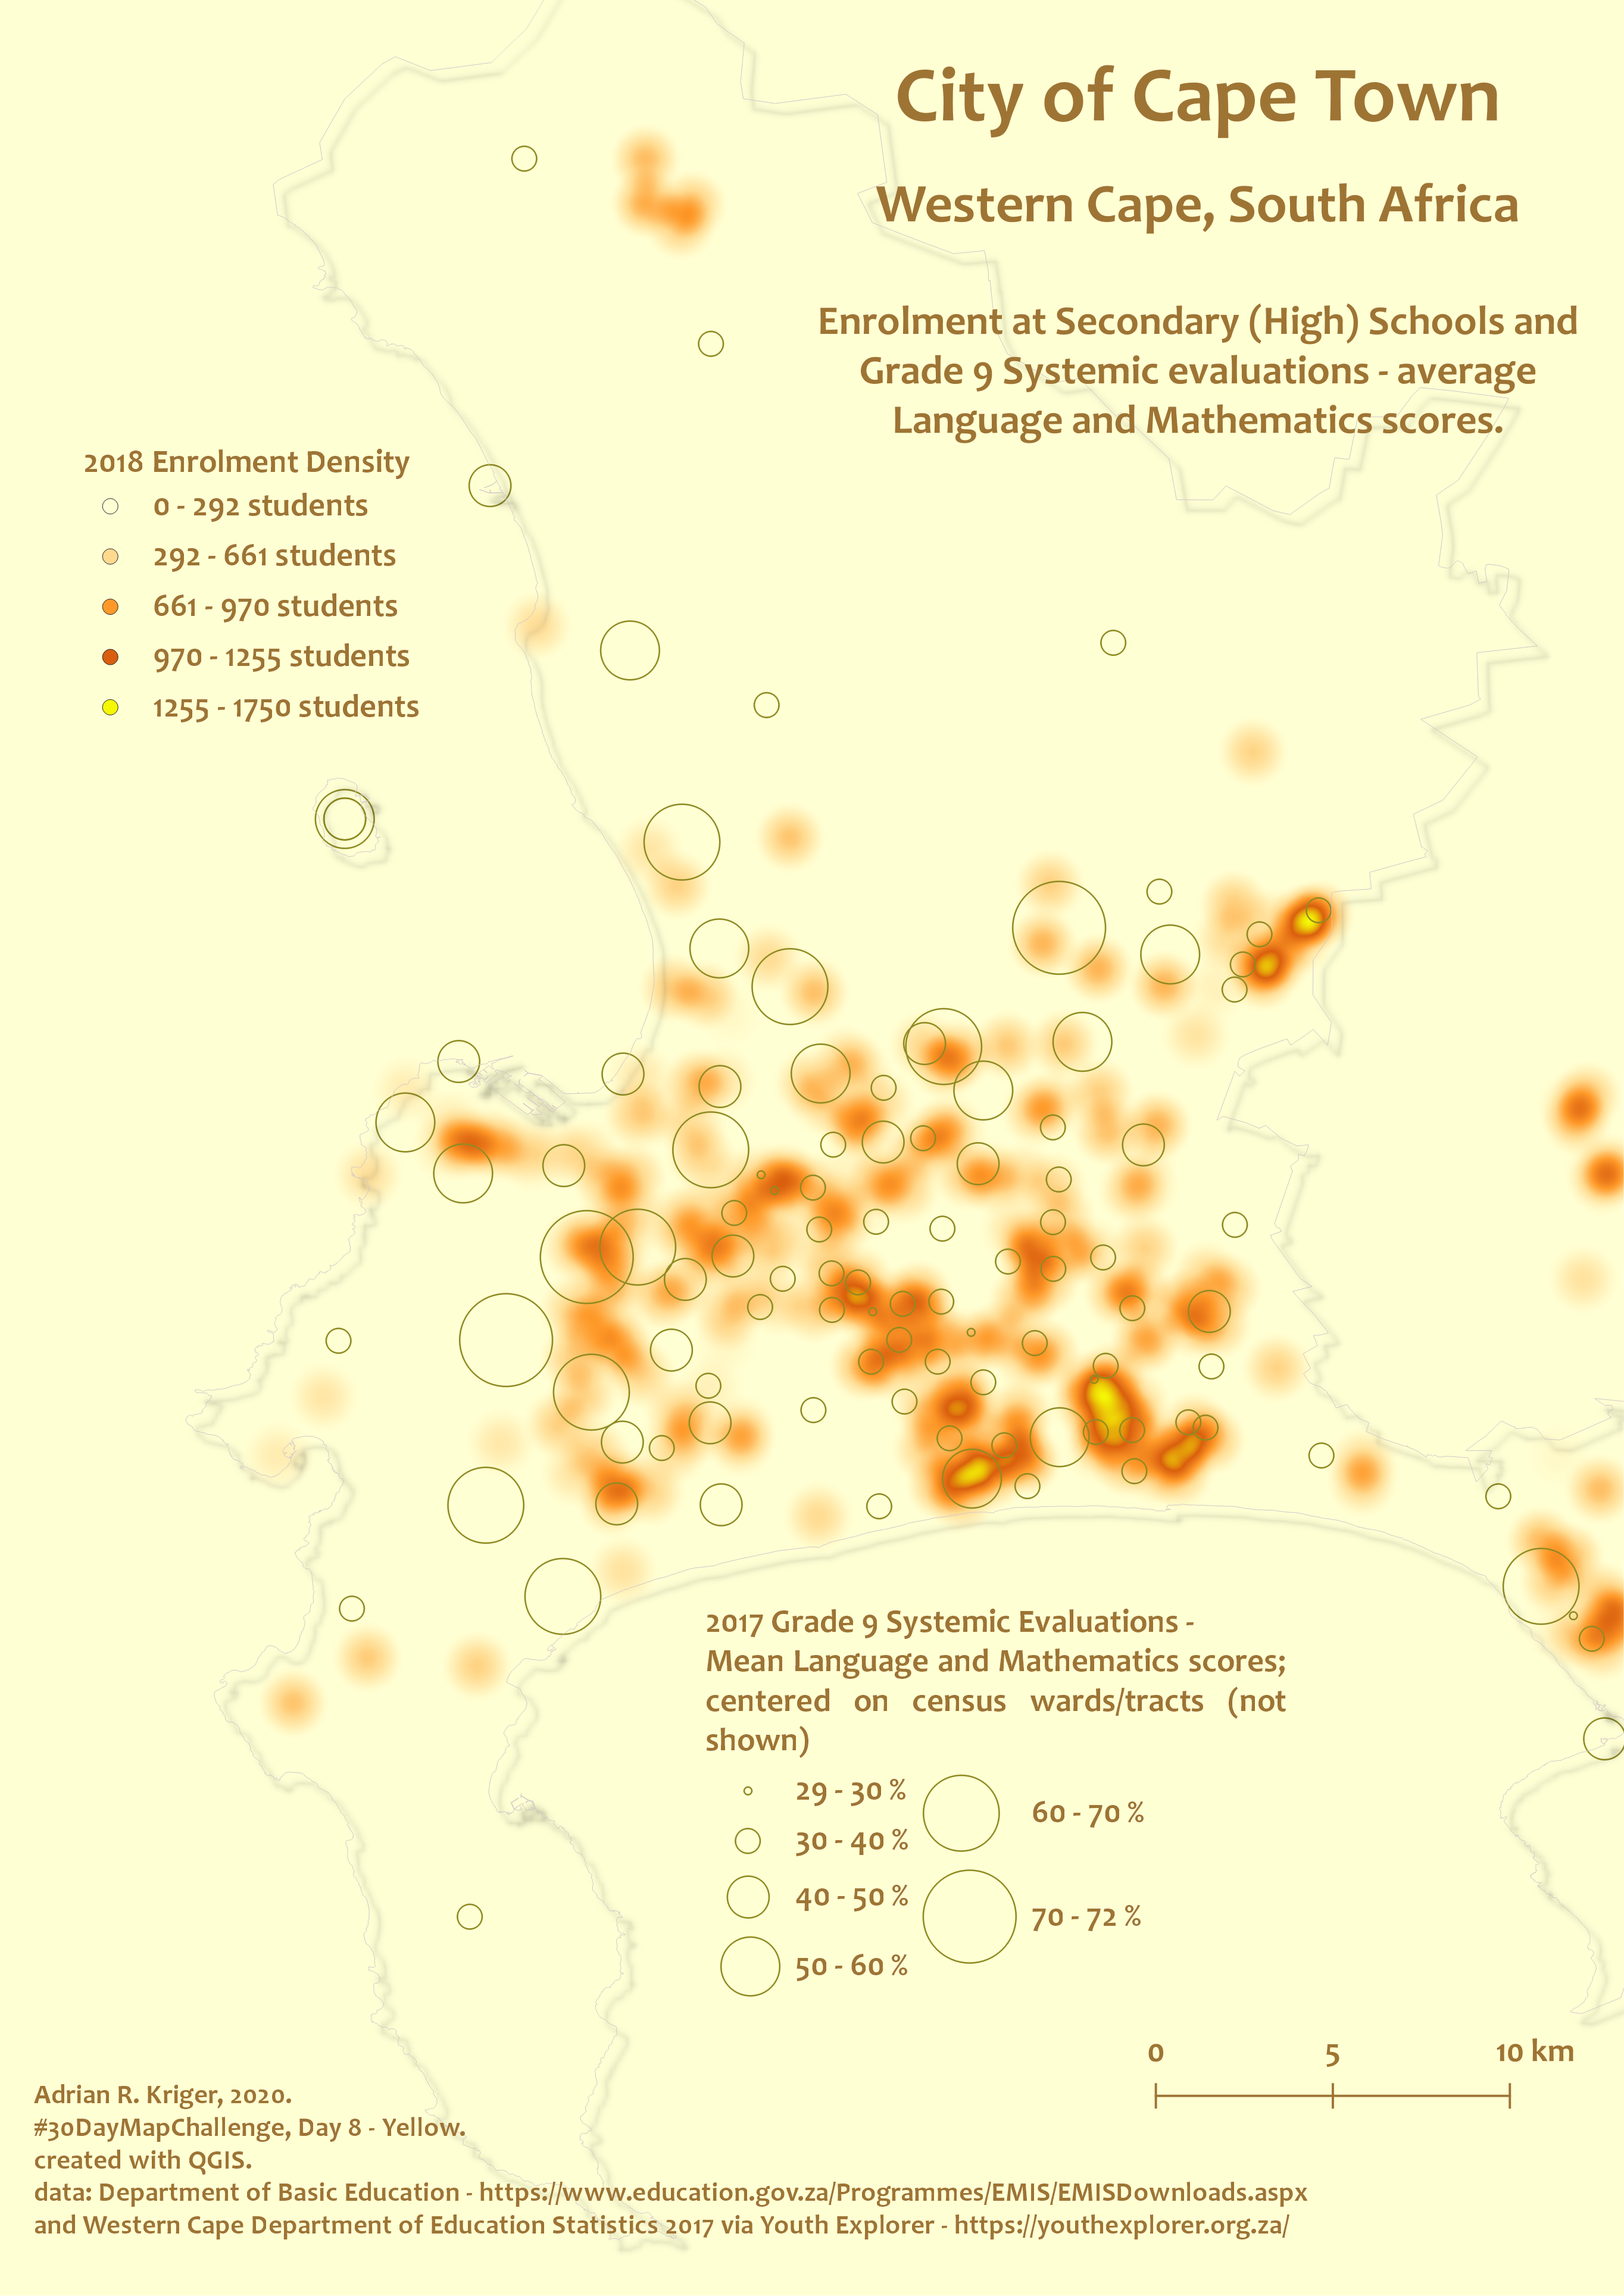 City of Cape Town
Western Cape, South Africa
Enrolment at Secondary (High) Schools and
Grade 9 Systemic evaluations - average
Language and Mathematics scores.
2018 Enrolment Density
0 - 292 students
292 - 661 students
661 - 970 students
970 - 1255 students
1255 - 1750 students
2017 Grade 9 Systemic Evaluations -
Mean Language and Mathematics scores;
centered on census wards/tracts (not
shown)
29 - 30 %
30 - 40 %
40 - 50 %
50 - 60 %
60 - 70 %
70 - 72 %
0 5 10 km
Adrian R. Kriger, 2020.
#30DayMapChallenge, Day 8 - Yellow.
created with QGIS.
data: Department of Basic Education - https://www.education.gov.za/Programmes/EMIS/EMISDownloads.aspx
and Western Cape Department of Education Statistics 2017 via Youth Explorer - https://youthexplorer.org.za/